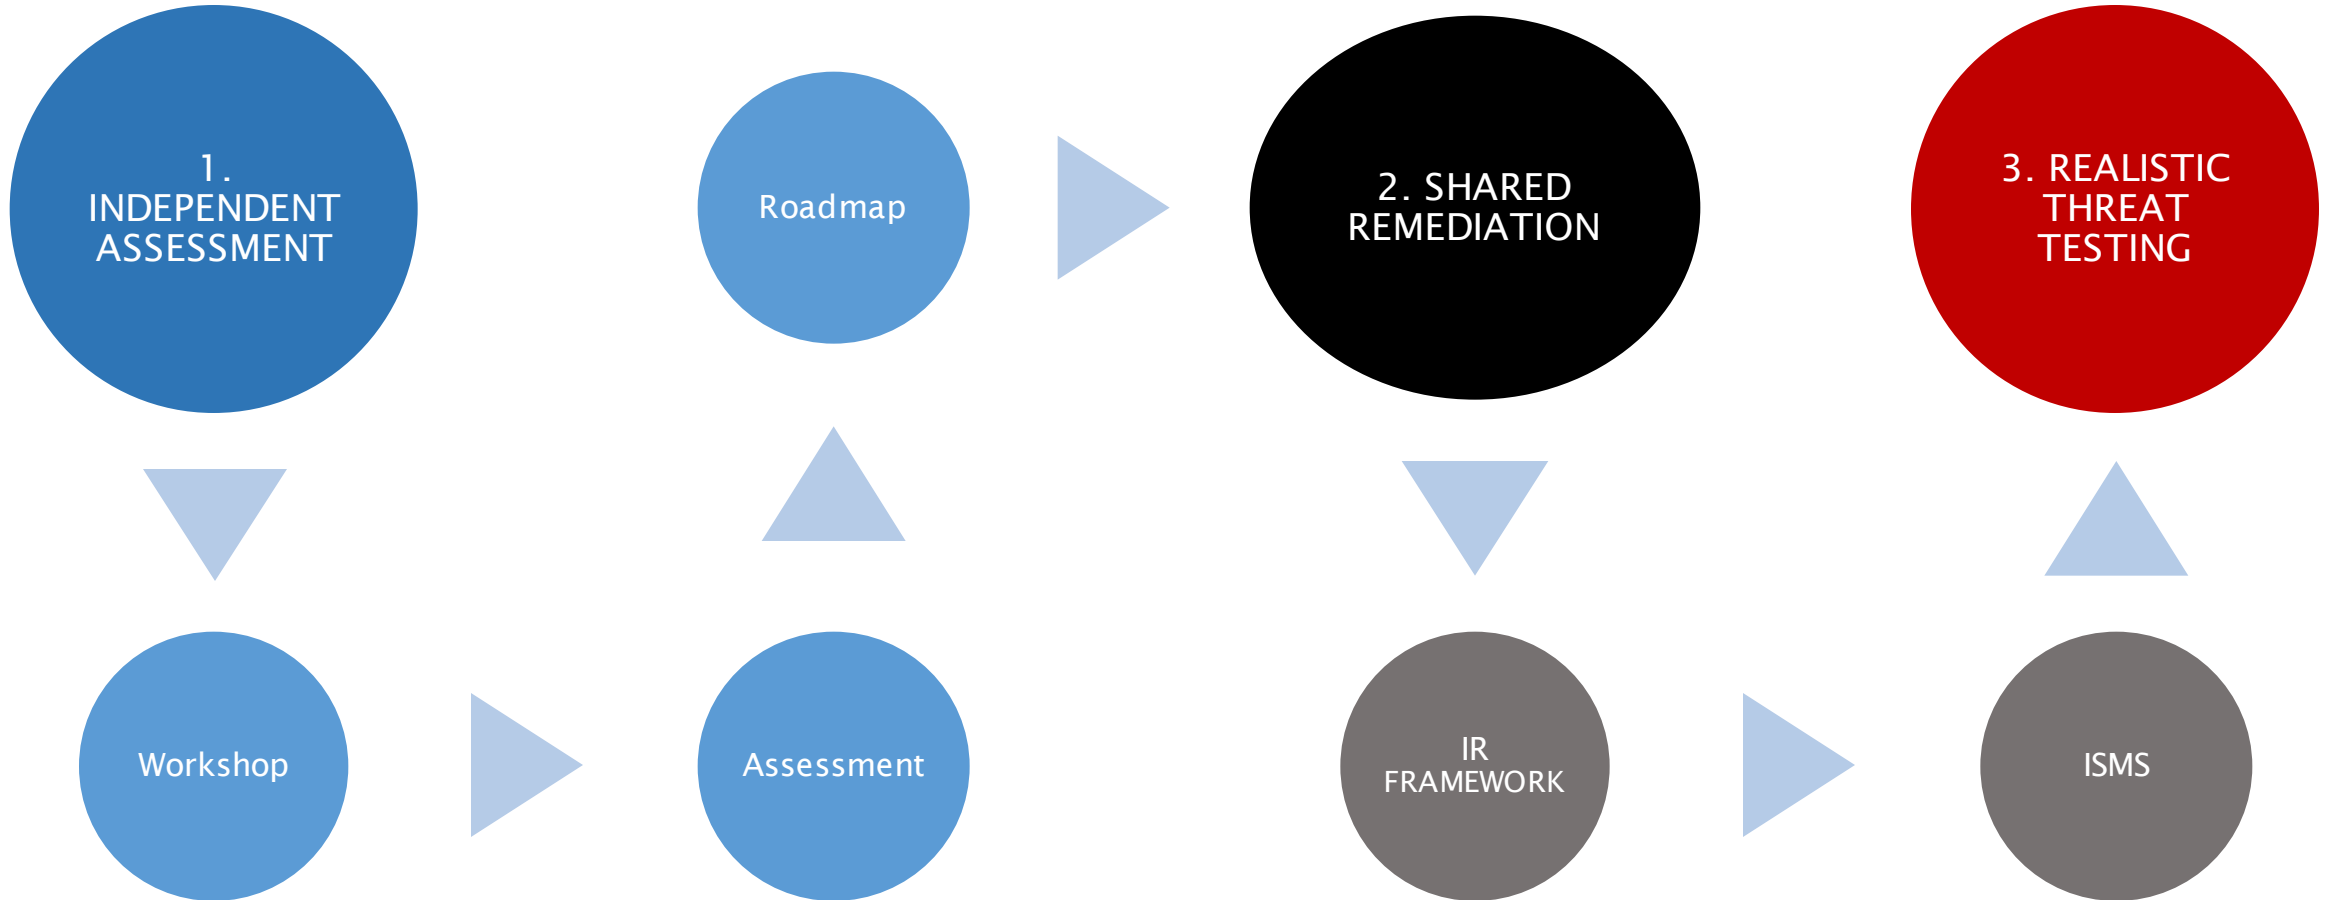 1.
INDEPENDENT
ASSESSMENT
Workshop
Assessment
Roadmap
2. SHARED
REMEDIATION
IR
FRAMEWORK
ISMS
3. REALISTIC
THREAT
TESTING